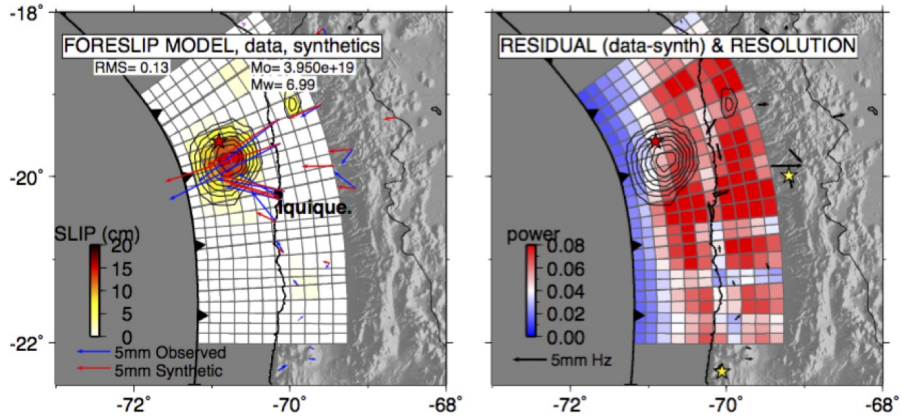 -18°
FORESLIP MODEL, data, synthetics
RMS= 0.13
Mo= 3.950e+19
Mw= 6.99
-20°
Iquique.
SLIP (cm)
20
15
10
5
0
-22°
5mm Observed
5mm Synthetic
-72°
-70°
-68°
RESIDUAL (data-synth) & RESOLUTION
power
0.08
0.06
0.04
0.02
0.00
5mm Hz
-72°
-70°
-68°